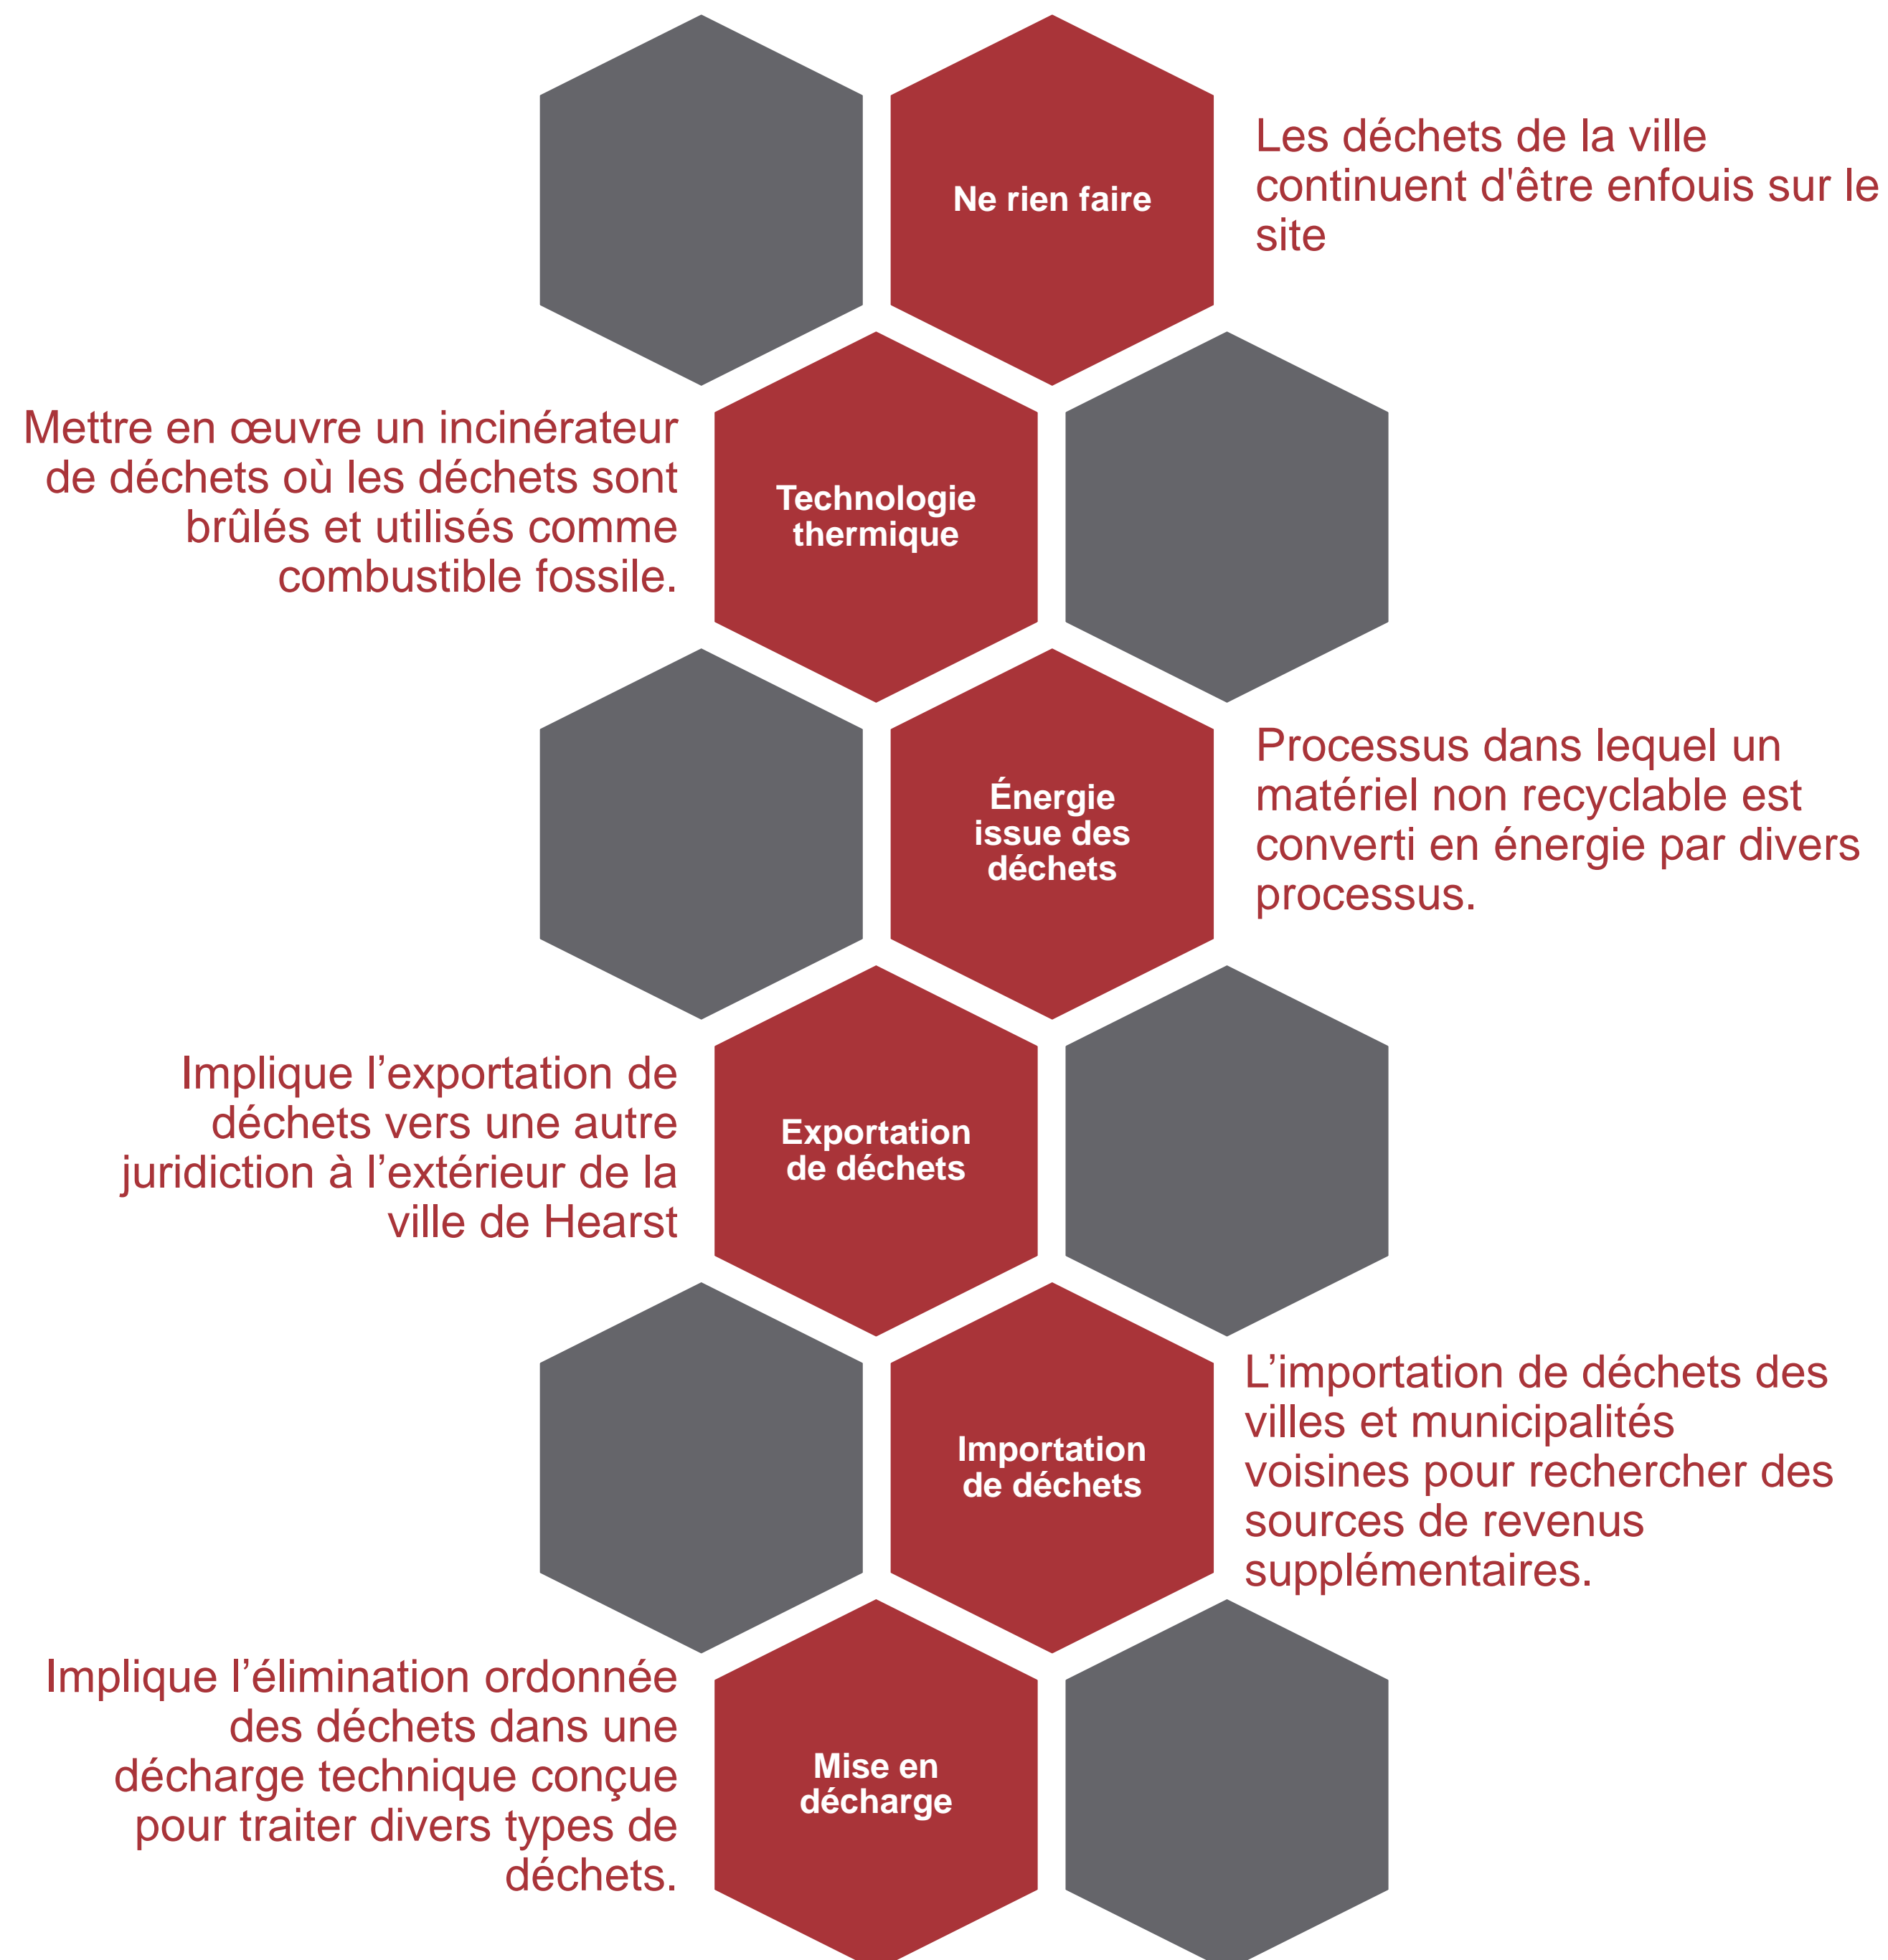 Ne rien faire
Les déchets de la ville
continuent d'être enfouis sur le
site
Mettre en œuvre un incinérateur
de déchets où les déchets sont
brûlés et utilisés comme
combustible fossile.
Technologie
thermique
Énergie
issue des
déchets
Processus dans lequel un
matériel non recyclable est
converti en énergie par divers
processus.
Implique l’exportation de
déchets vers une autre
juridiction à l’extérieur de la
ville de Hearst
Exportation
de déchets
Importation
de déchets
L’importation de déchets des
villes et municipalités
voisines pour rechercher des
sources de revenus
supplémentaires.
Implique l’élimination ordonnée
des déchets dans une
décharge technique conçue
pour traiter divers types de
déchets.
Mise en
décharge